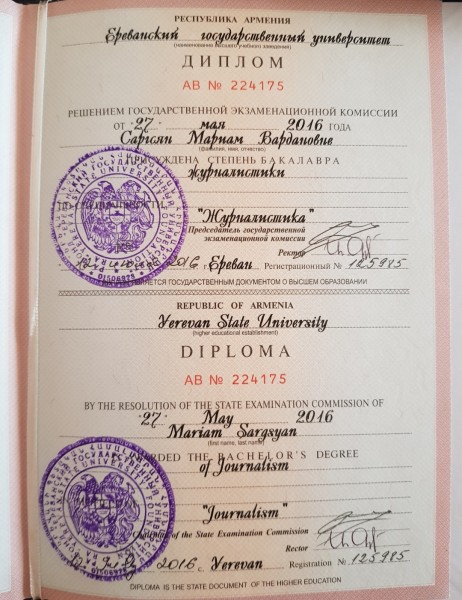 РЕСПУБЛИКА АРМЕНИЯ
Ереванский государственный университет
(наименование высшего учебного заведения)
ДИПЛОМ
АВ № 224175
РЕШЕНИЕМ ГОСУДАРСТВЕННОЙ ЭКЗАМЕНАЦИОННОЙ КОМИССИИ
ОТ "27" мая 2016 ГОДА
Саргсян Мариам Вардановне
(фамилия, имя, отчество)
ПРИСУЖДЕНА СТЕПЕНЬ БАКАЛАВРА
журналистики
ПО СПЕЦИАЛЬНОСТИ
"Журналистика"
Председатель государственной
экзаменационной комиссии
Ректор
2016 г. Ереван Регистрационный № 125985
ЯВЛЯЕТСЯ ГОСУДАРСТВЕННЫМ ДОКУМЕНТОМ О ВЫСШЕМ ОБРАЗОВАНИИ
REPUBLIC OF ARMENIA
Yerevan State University
(higher educational establishment)
DIPLOMA
AB № 224175
BY THE RESOLUTION OF THE STATE EXAMINATION COMMISSION OF
"27" May 2016
Mariam Sargsyan
(first name, last name)
AWARDED THE BACHELOR'S DEGREE
of Journalism
"Journalism"
Chairman of the State Examination Commission
Rector
2016 Yerevan Registration № 125985
DIPLOMA IS THE STATE DOCUMENT OF THE HIGHER EDUCATION